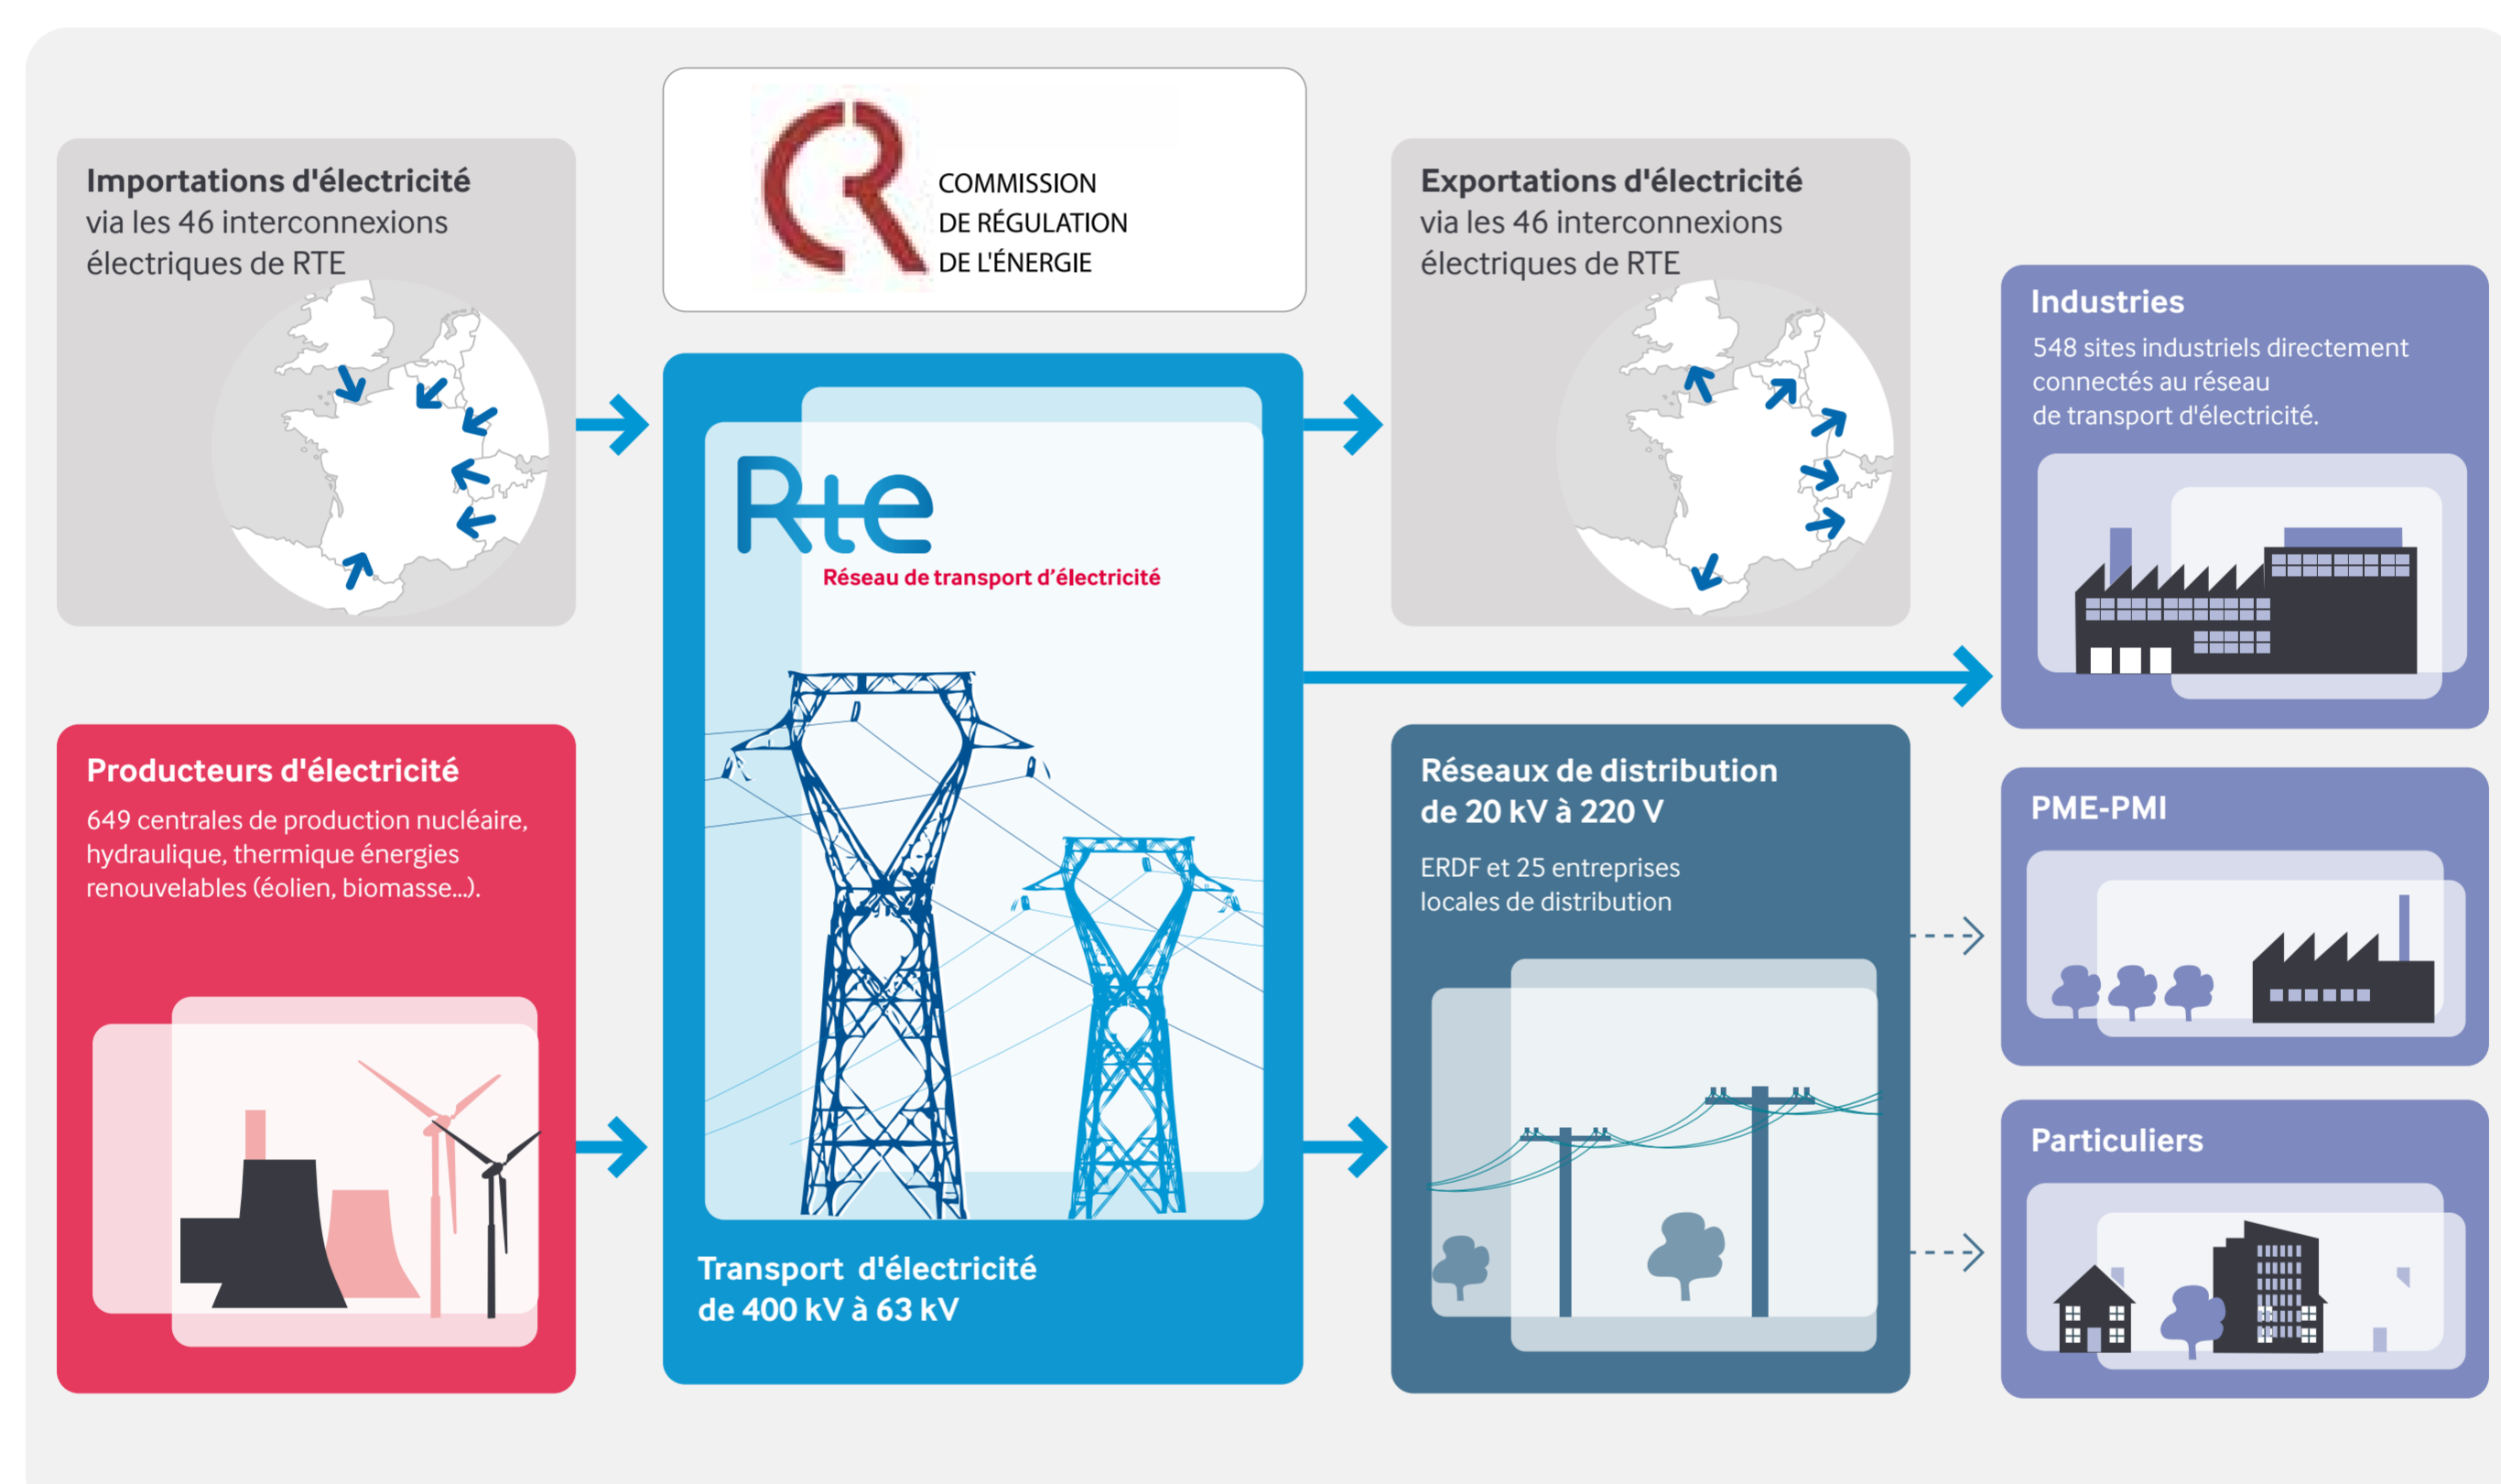 Importations d'électricité
via les 46 interconnexions
électriques de RTE
CR
COMMISSION
DE RÉGULATION
DE L'ÉNERGIE
Exportations d'électricité
via les 46 interconnexions
électriques de RTE
Industries
548 sites industriels directement
connectés au réseau
de transport d'électricité.
Rte
Réseau de transport d’électricité
Producteurs d'électricité
649 centrales de production nucléaire,
hydraulique, thermique énergies
renouvelables (éolien, biomasse...).
Transport d'électricité
de 400 kV à 63 kV
Réseaux de distribution
de 20 kV à 220 V
ERDF et 25 entreprises
locales de distribution
PME-PMI
Particuliers